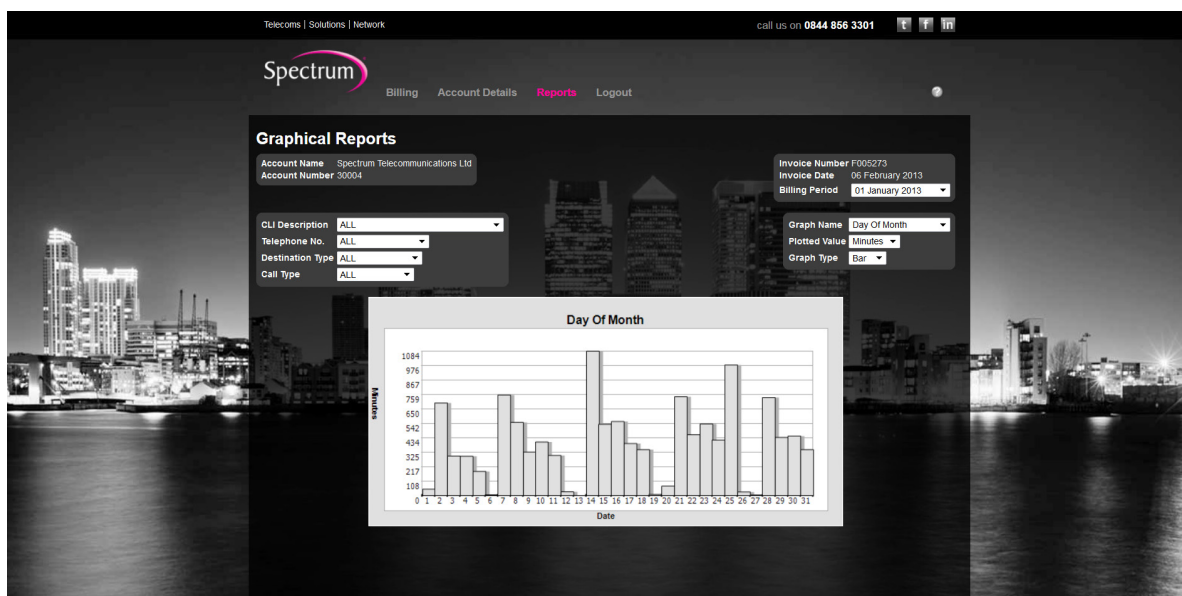 Telecoms | Solutions | Network
call us on 0844 856 3301
t f in
Spectrum
Billing Account Details Reports Logout
?
Graphical Reports
Account Name Spectrum Telecommunications Ltd
Account Number 30004
Invoice Number F005273
Invoice Date 06 February 2013
Billing Period 01 January 2013
CLI Description ALL
Telephone No. ALL
Destination Type ALL
Call Type ALL
Graph Name Day Of Month
Plotted Value Minutes
Graph Type Bar
Day Of Month
Minutes
1084
976
867
759
650
542
434
325
217
108
0
1 2 3 4 5 6 7 8 9 10 11 12 13 14 15 16 17 18 19 20 21 22 23 24 25 26 27 28 29 30 31
Date